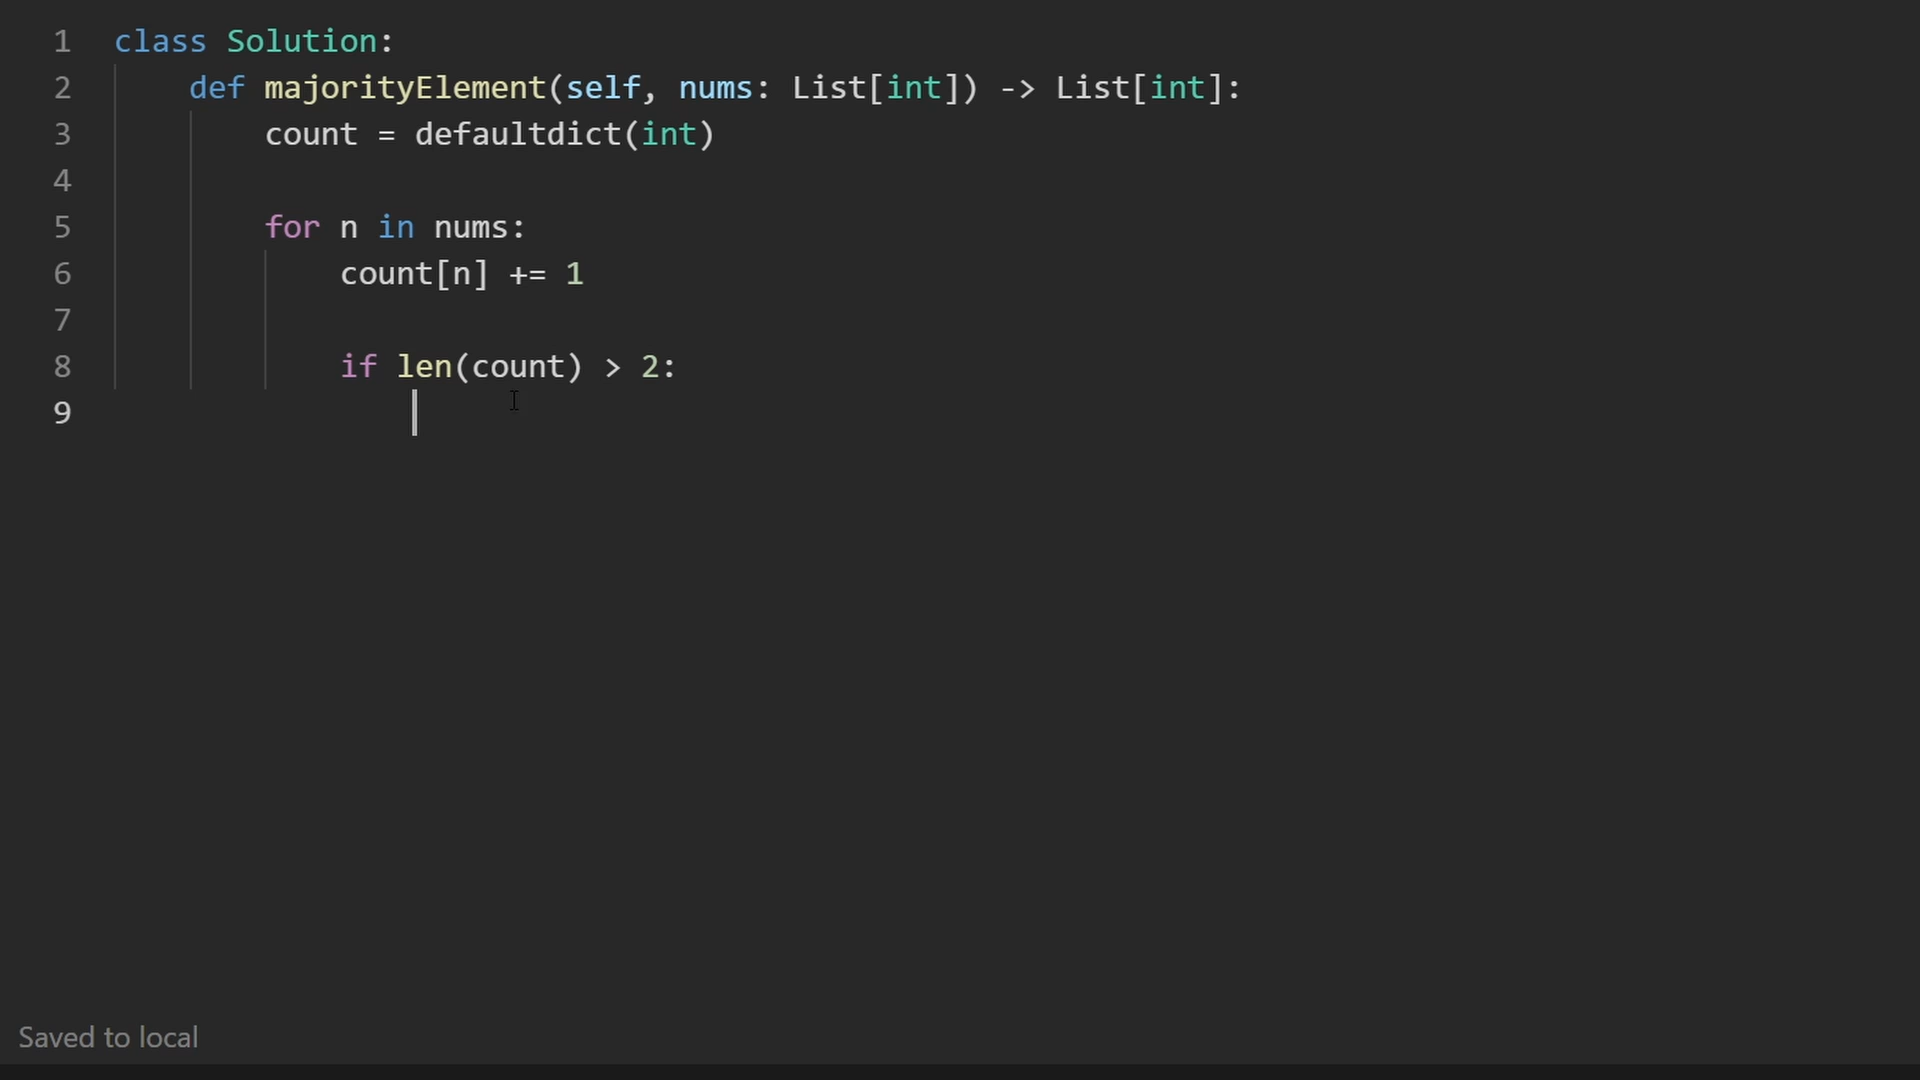 1 class Solution:
2     def majorityElement(self, nums: List[int]) -> List[int]:
3         count = defaultdict(int)
4
5         for n in nums:
6             count[n] += 1
7
8             if len(count) > 2:
9
Saved to local